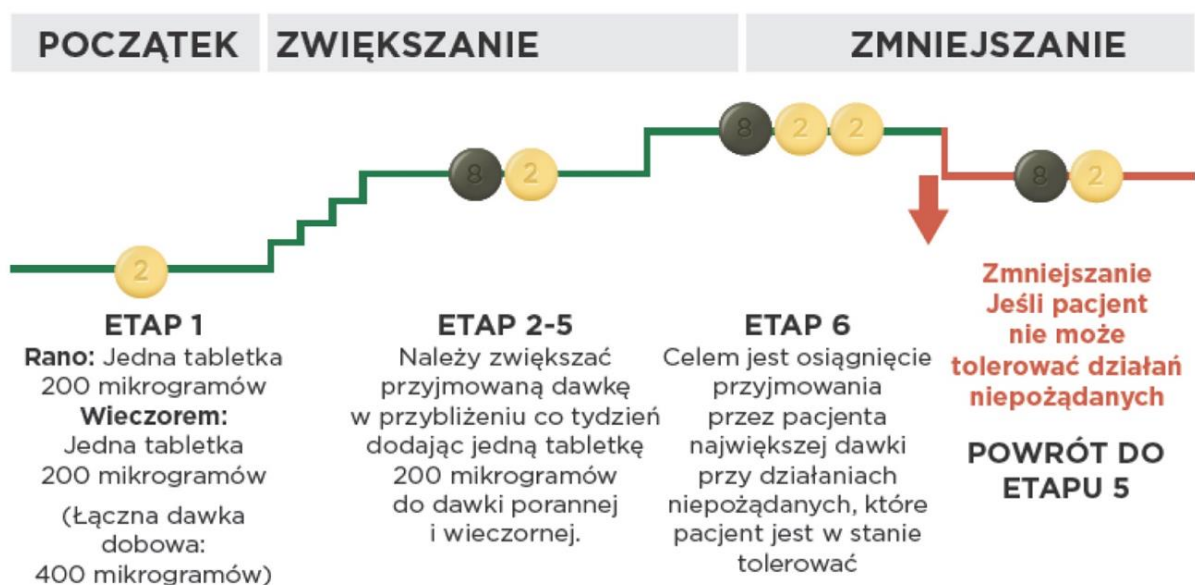 POCZĄTEK
ZWIĘKSZANIE
ZMNIEJSZANIE
2
8 2
8 2 2
8 2
ETAP 1
Rano: Jedna tabletka
200 mikrogramów
Wieczorem:
Jedna tabletka
200 mikrogramów
(Łączna dawka
dobowa:
400 mikrogramów)
ETAP 2-5
Należy zwiększać
przyjmowaną dawkę
w przybliżeniu co tydzień
dodając jedną tabletkę
200 mikrogramów
do dawki porannej
i wieczornej.
ETAP 6
Celem jest osiągnięcie
przyjmowania
przez pacjenta
największej dawki
przy działaniach
niepożądanych, które
pacjent jest w stanie
tolerować
Zmniejszanie
Jeśli pacjent
nie może
tolerować działań
niepożądanych
POWRÓT DO
ETAPU 5